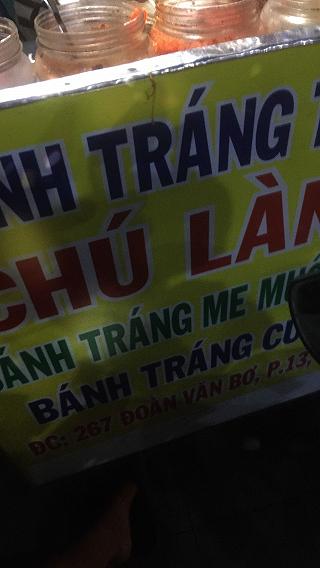 NH TRÁNG T
CHÚ LÀN
BÁNH TRÁNG ME MU
BÁNH TRÁNG CU
ĐC: 267 ĐOÀN VĂN BƠ, P.13,